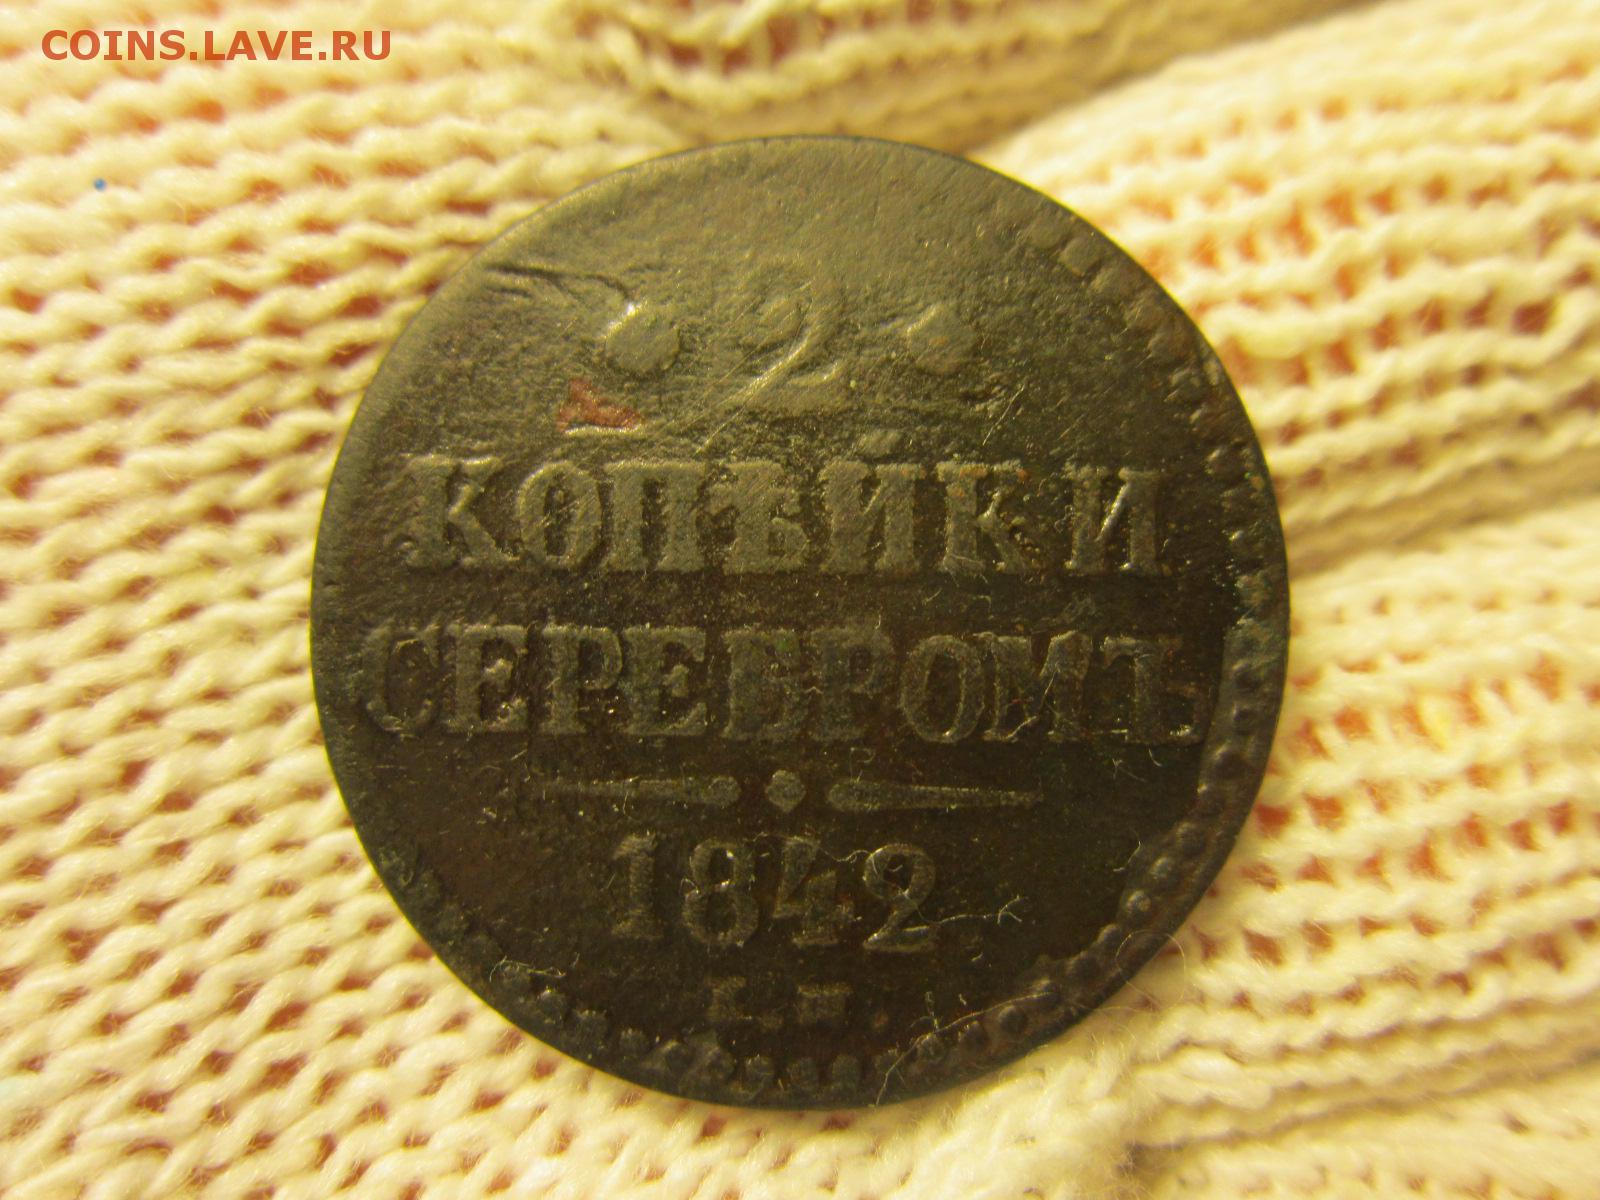 COINS.LAVE.RU
2
КОПѢЙКИ
СЕРЕБРОМЪ
1842